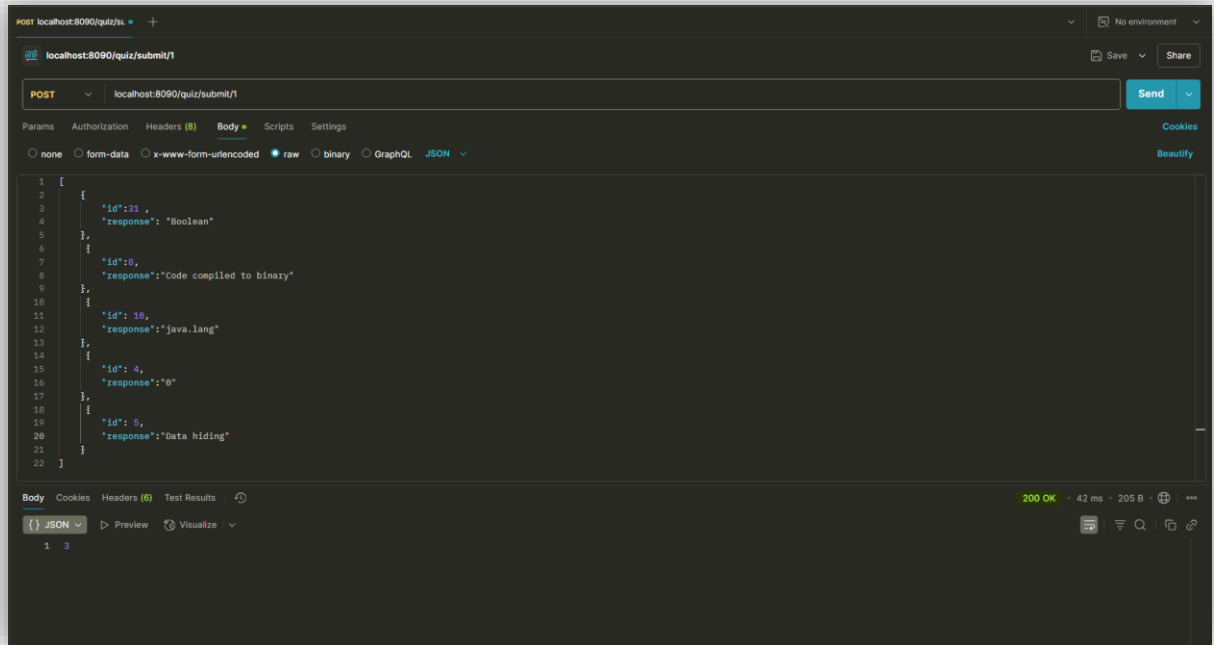 POST localhost:8090/quiz/su
No environment
HTTP localhost:8090/quiz/submit/1
Save
Share
POST localhost:8090/quiz/submit/1
Send
Params Authorization Headers (8) Body Scripts Settings
Cookies
none form-data x-www-form-urlencoded raw binary GraphQL JSON
Beautify
1 [
2 {
3 "id":31 ,
4 "response": "Boolean"
5 },
6 {
7 "id":8,
8 "response":"Code compiled to binary"
9 },
10 {
11 "id": 10,
12 "response":"java.lang"
13 },
14 {
15 "id": 4,
16 "response":"0"
17 },
18 {
19 "id": 5,
20 "response":"Data hiding"
21 }
22 ]
Body Cookies Headers (6) Test Results
200 OK • 42 ms • 205 B
{} JSON Preview Visualize
1 3